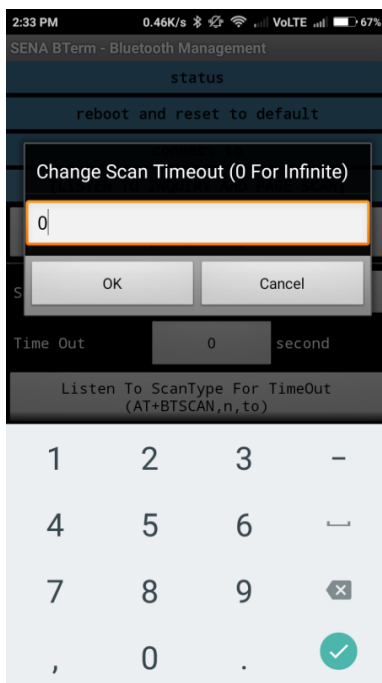 2:33 PM 0.46K/s VoLTE 67%
SENA BTerm - Bluetooth Management
status
reboot and reset to default
Change Scan Timeout (0 For Infinite)
0
OK Cancel
S
Time Out 0 second
Listen To ScanType For TimeOut
(AT+BTSCAN,n,to)
1 2 3 -
4 5 6
7 8 9
, 0 .